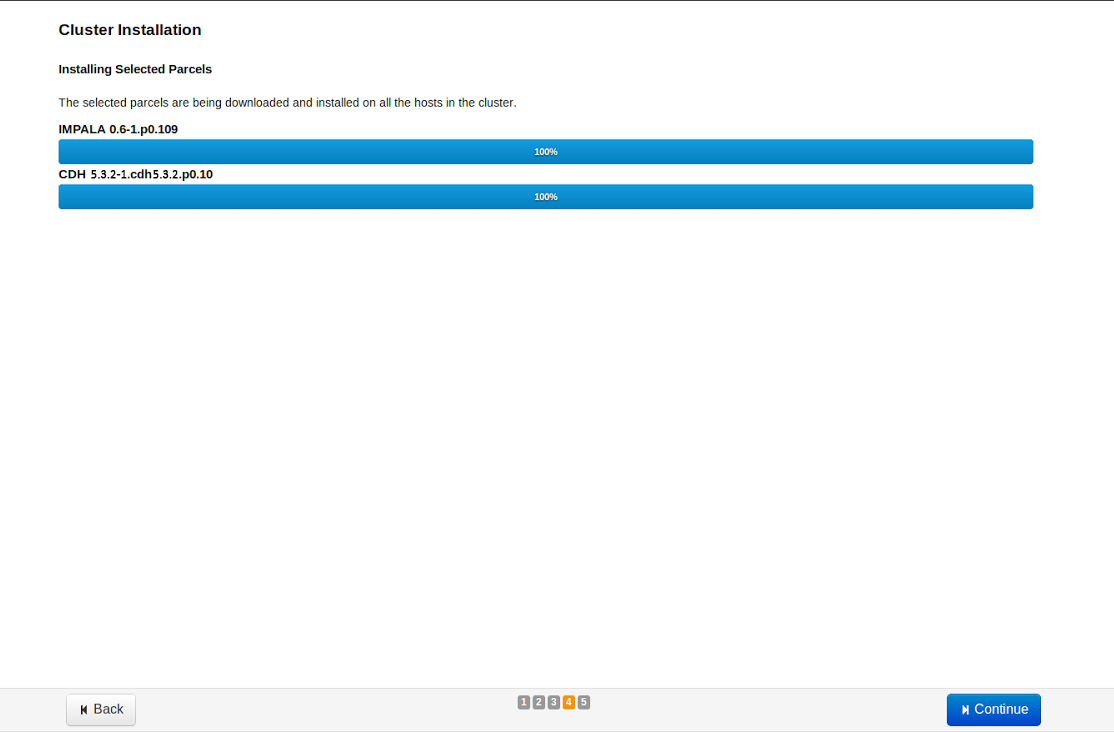 Cluster Installation
Installing Selected Parcels
The selected parcels are being downloaded and installed on all the hosts in the cluster.
IMPALA 0.6-1.p0.109
100%
CDH 5.3.2-1.cdh5.3.2.p0.10
100%
Back
1 2 3 4 5
Continue